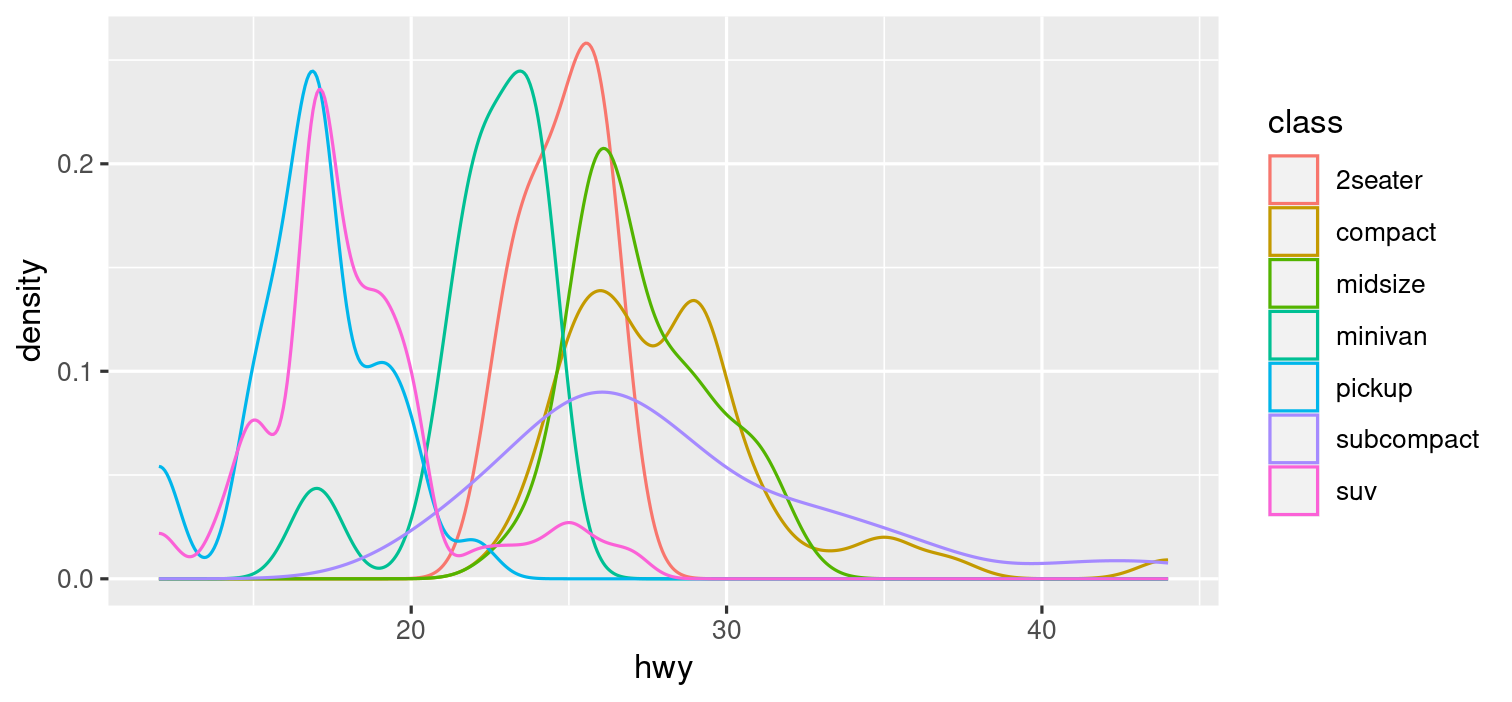 density
0.2
0.1
0.0
20
30
40
hwy
class
2seater
compact
midsize
minivan
pickup
subcompact
suv